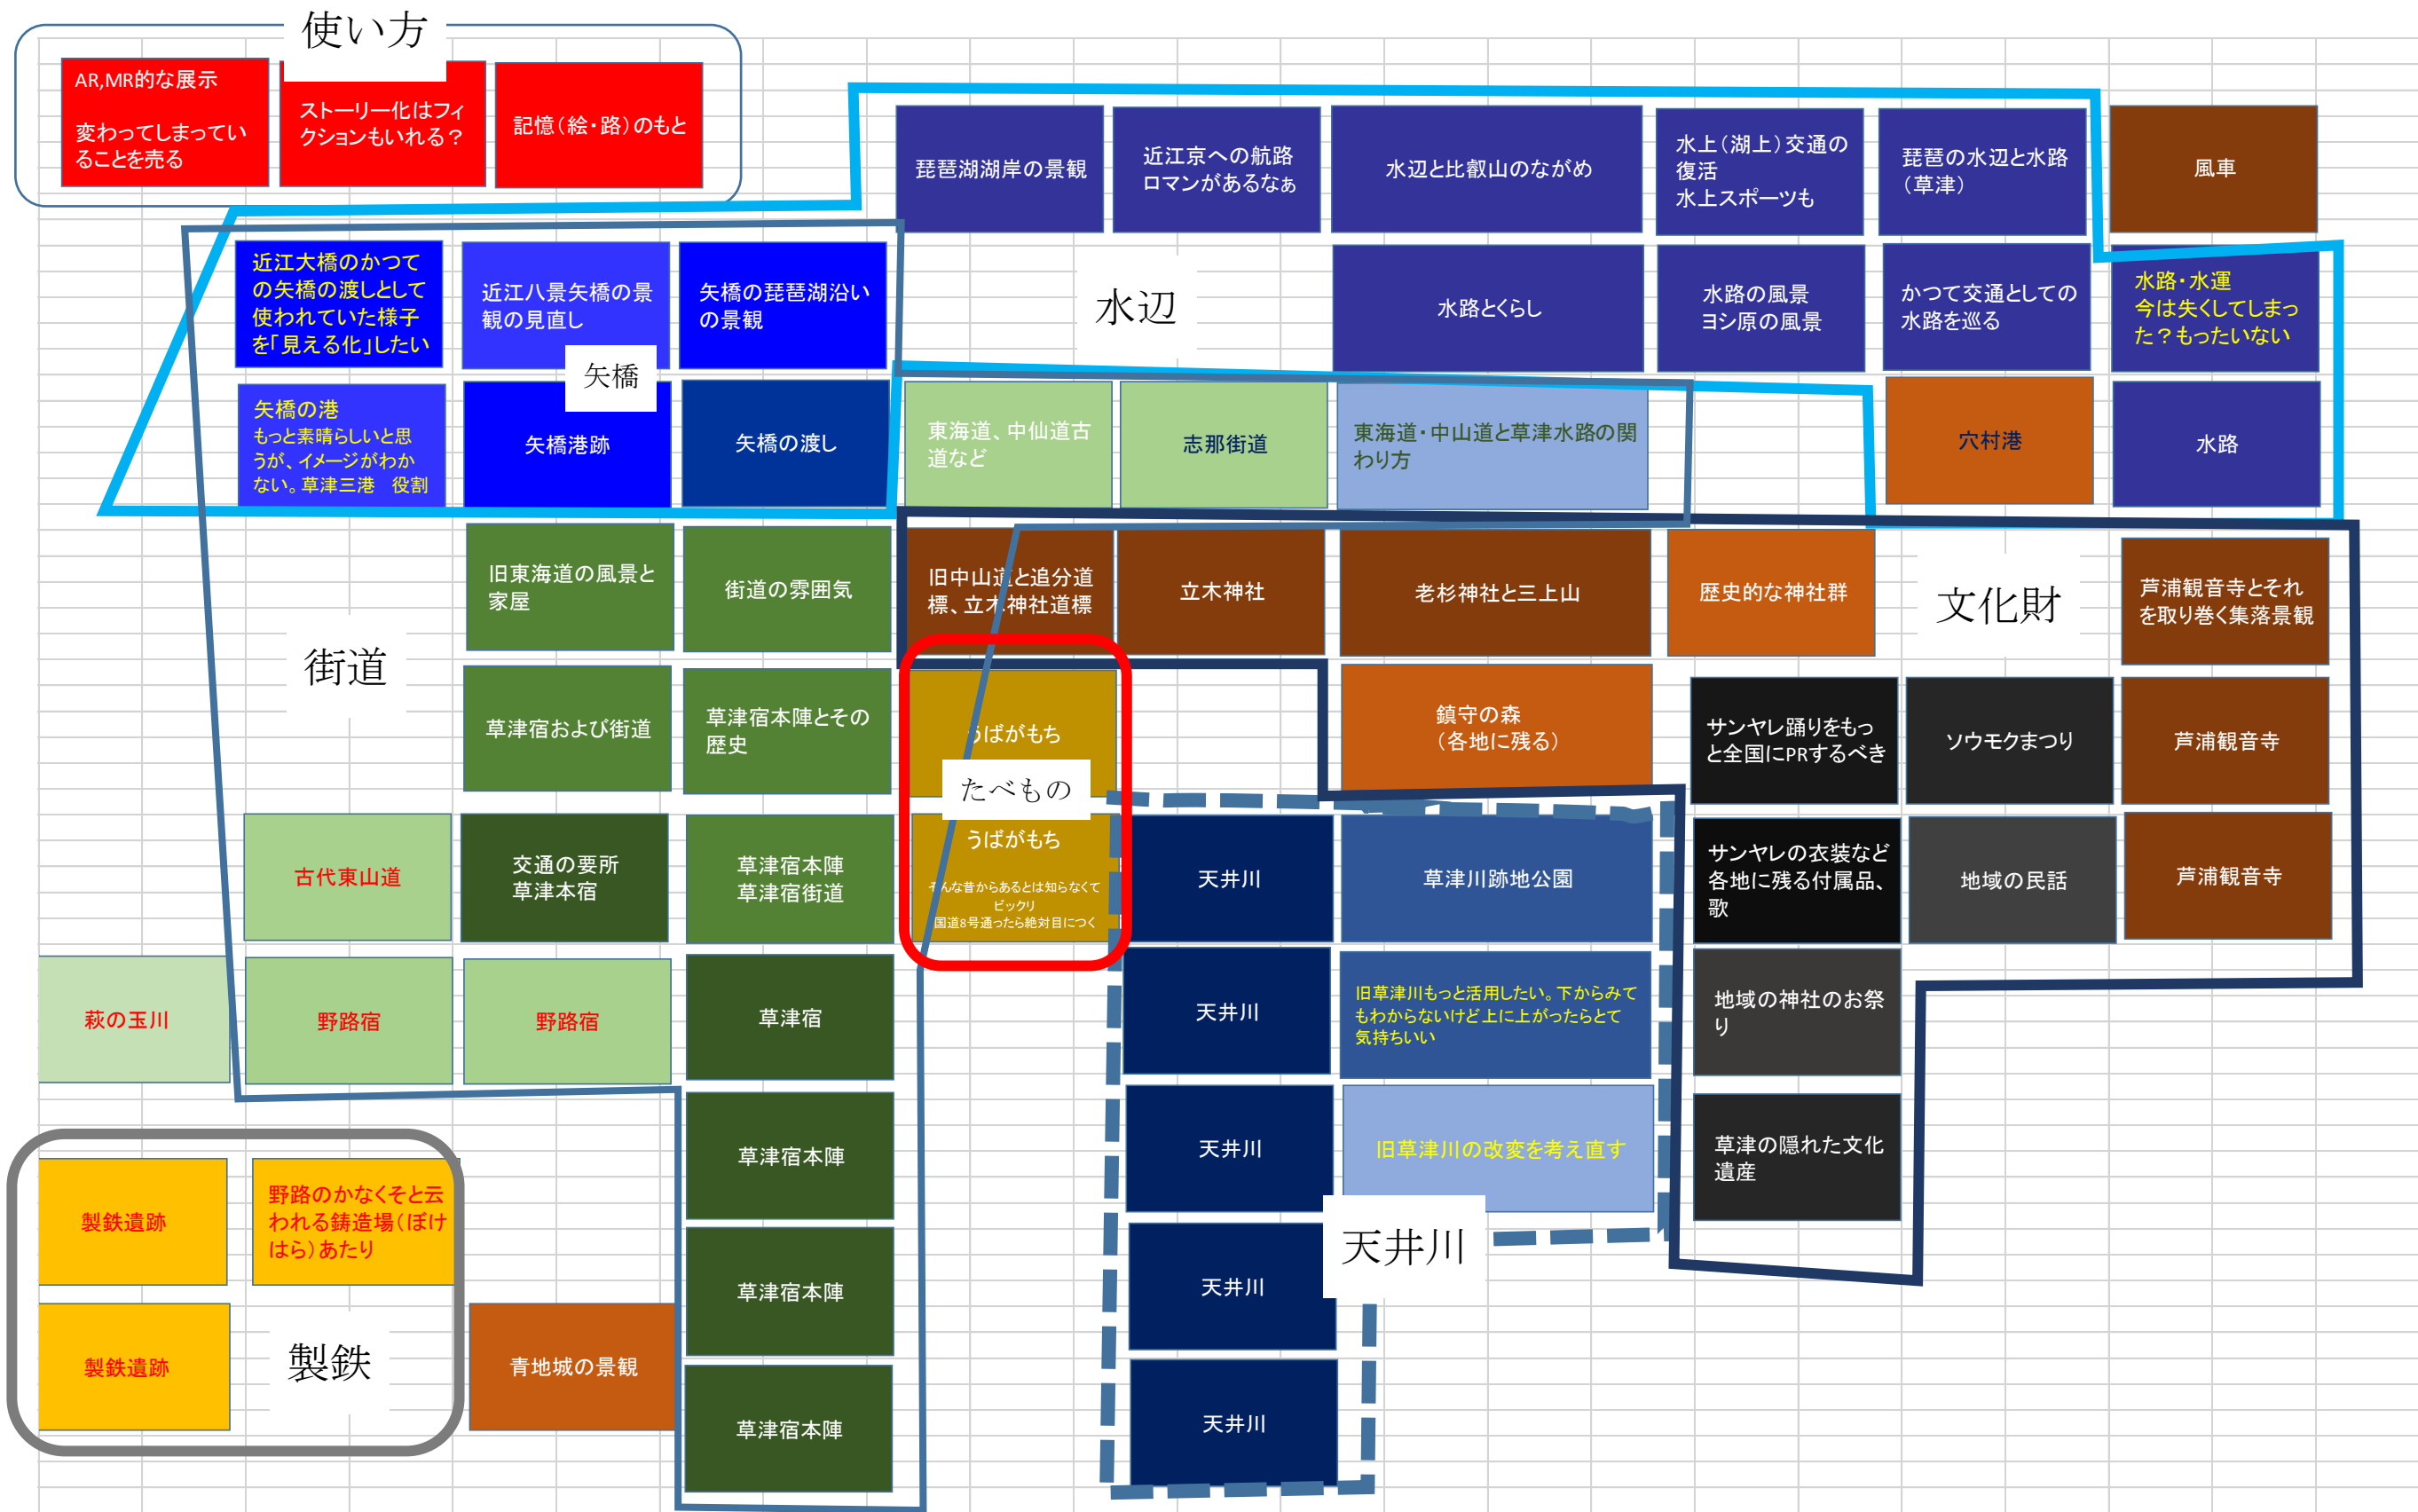 使い方
AR,MR的な展示
変わってしまってい
ることを売る
ストーリー化はフィ
クションもいれる?
記憶(絵・路)のもと
琵琶湖湖岸の景観
近江京への航路
ロマンがあるなぁ
水辺と比叡山のながめ
水上(湖上)交通の
復活
水上スポーツも
琵琶の水辺と水路
(草津)
風車
近江大橋のかつて
の矢橋の渡しとして
使われていた様子
を「見える化」したい
近江八景矢橋の景
観の見直し
矢橋の琵琶湖沿い
の景観
水辺
水路とくらし
水路の風景
ヨシ原の風景
かつて交通としての
水路を巡る
水路・水運
今は失くしてしまっ
た?もったいない
矢橋
矢橋の港
もっと素晴らしいと思
うが、イメージがわか
ない。草津三港 役割
矢橋港跡
矢橋の渡し
東海道、中仙道古
道など
志那街道
東海道・中山道と草津水路の関
わり方
穴村港
水路
旧東海道の風景と
家屋
街道の雰囲気
旧中山道と追分道
標、立木神社道標
立木神社
老杉神社と三上山
歴史的な神社群
文化財
芦浦観音寺とそれ
を取り巻く集落景観
街道
草津宿および街道
草津宿本陣とその
歴史
うばがもち
鎮守の森
(各地に残る)
サンヤレ踊りをもっ
と全国にPRするべき
ソウモクまつり
芦浦観音寺
たべもの
古代東山道
交通の要所
草津本宿
草津宿本陣
草津宿街道
うばがもち
そんな昔からあるとは知らなくて
ビックリ
国道8号通ったら絶対目につく
天井川
草津川跡地公園
サンヤレの衣装など
各地に残る付属品、
歌
地域の民話
芦浦観音寺
萩の玉川
野路宿
野路宿
草津宿
天井川
旧草津川もっと活用したい。下からみて
もわからないけど上に上がったらとて
気持ちいい
地域の神社のお祭
り
草津宿本陣
天井川
旧草津川の改変を考え直す
草津の隠れた文化
遺産
製鉄遺跡
野路のかなくそと云
われる鋳造場(ぼけ
はら)あたり
草津宿本陣
天井川
天井川
製鉄遺跡
製鉄
青地城の景観
草津宿本陣
天井川